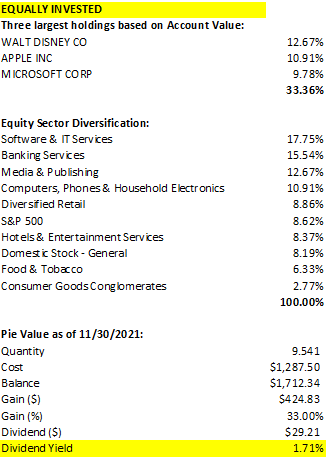 EQUALLY INVESTED
Three largest holdings based on Account Value:
WALT DISNEY CO 12.67%
APPLE INC 10.91%
MICROSOFT CORP 9.78%
33.36%
Equity Sector Diversification:
Software & IT Services 17.75%
Banking Services 15.54%
Media & Publishing 12.67%
Computers, Phones & Household Electronics 10.91%
Diversified Retail 8.86%
S&P 500 8.62%
Hotels & Entertainment Services 8.37%
Domestic Stock - General 8.19%
Food & Tobacco 6.33%
Consumer Goods Conglomerates 2.77%
100.00%
Pie Value as of 11/30/2021:
Quantity 9.541
Cost $1,287.50
Balance $1,712.34
Gain ($) $424.83
Gain (%) 33.00%
Dividend ($) $29.21
Dividend Yield 1.71%